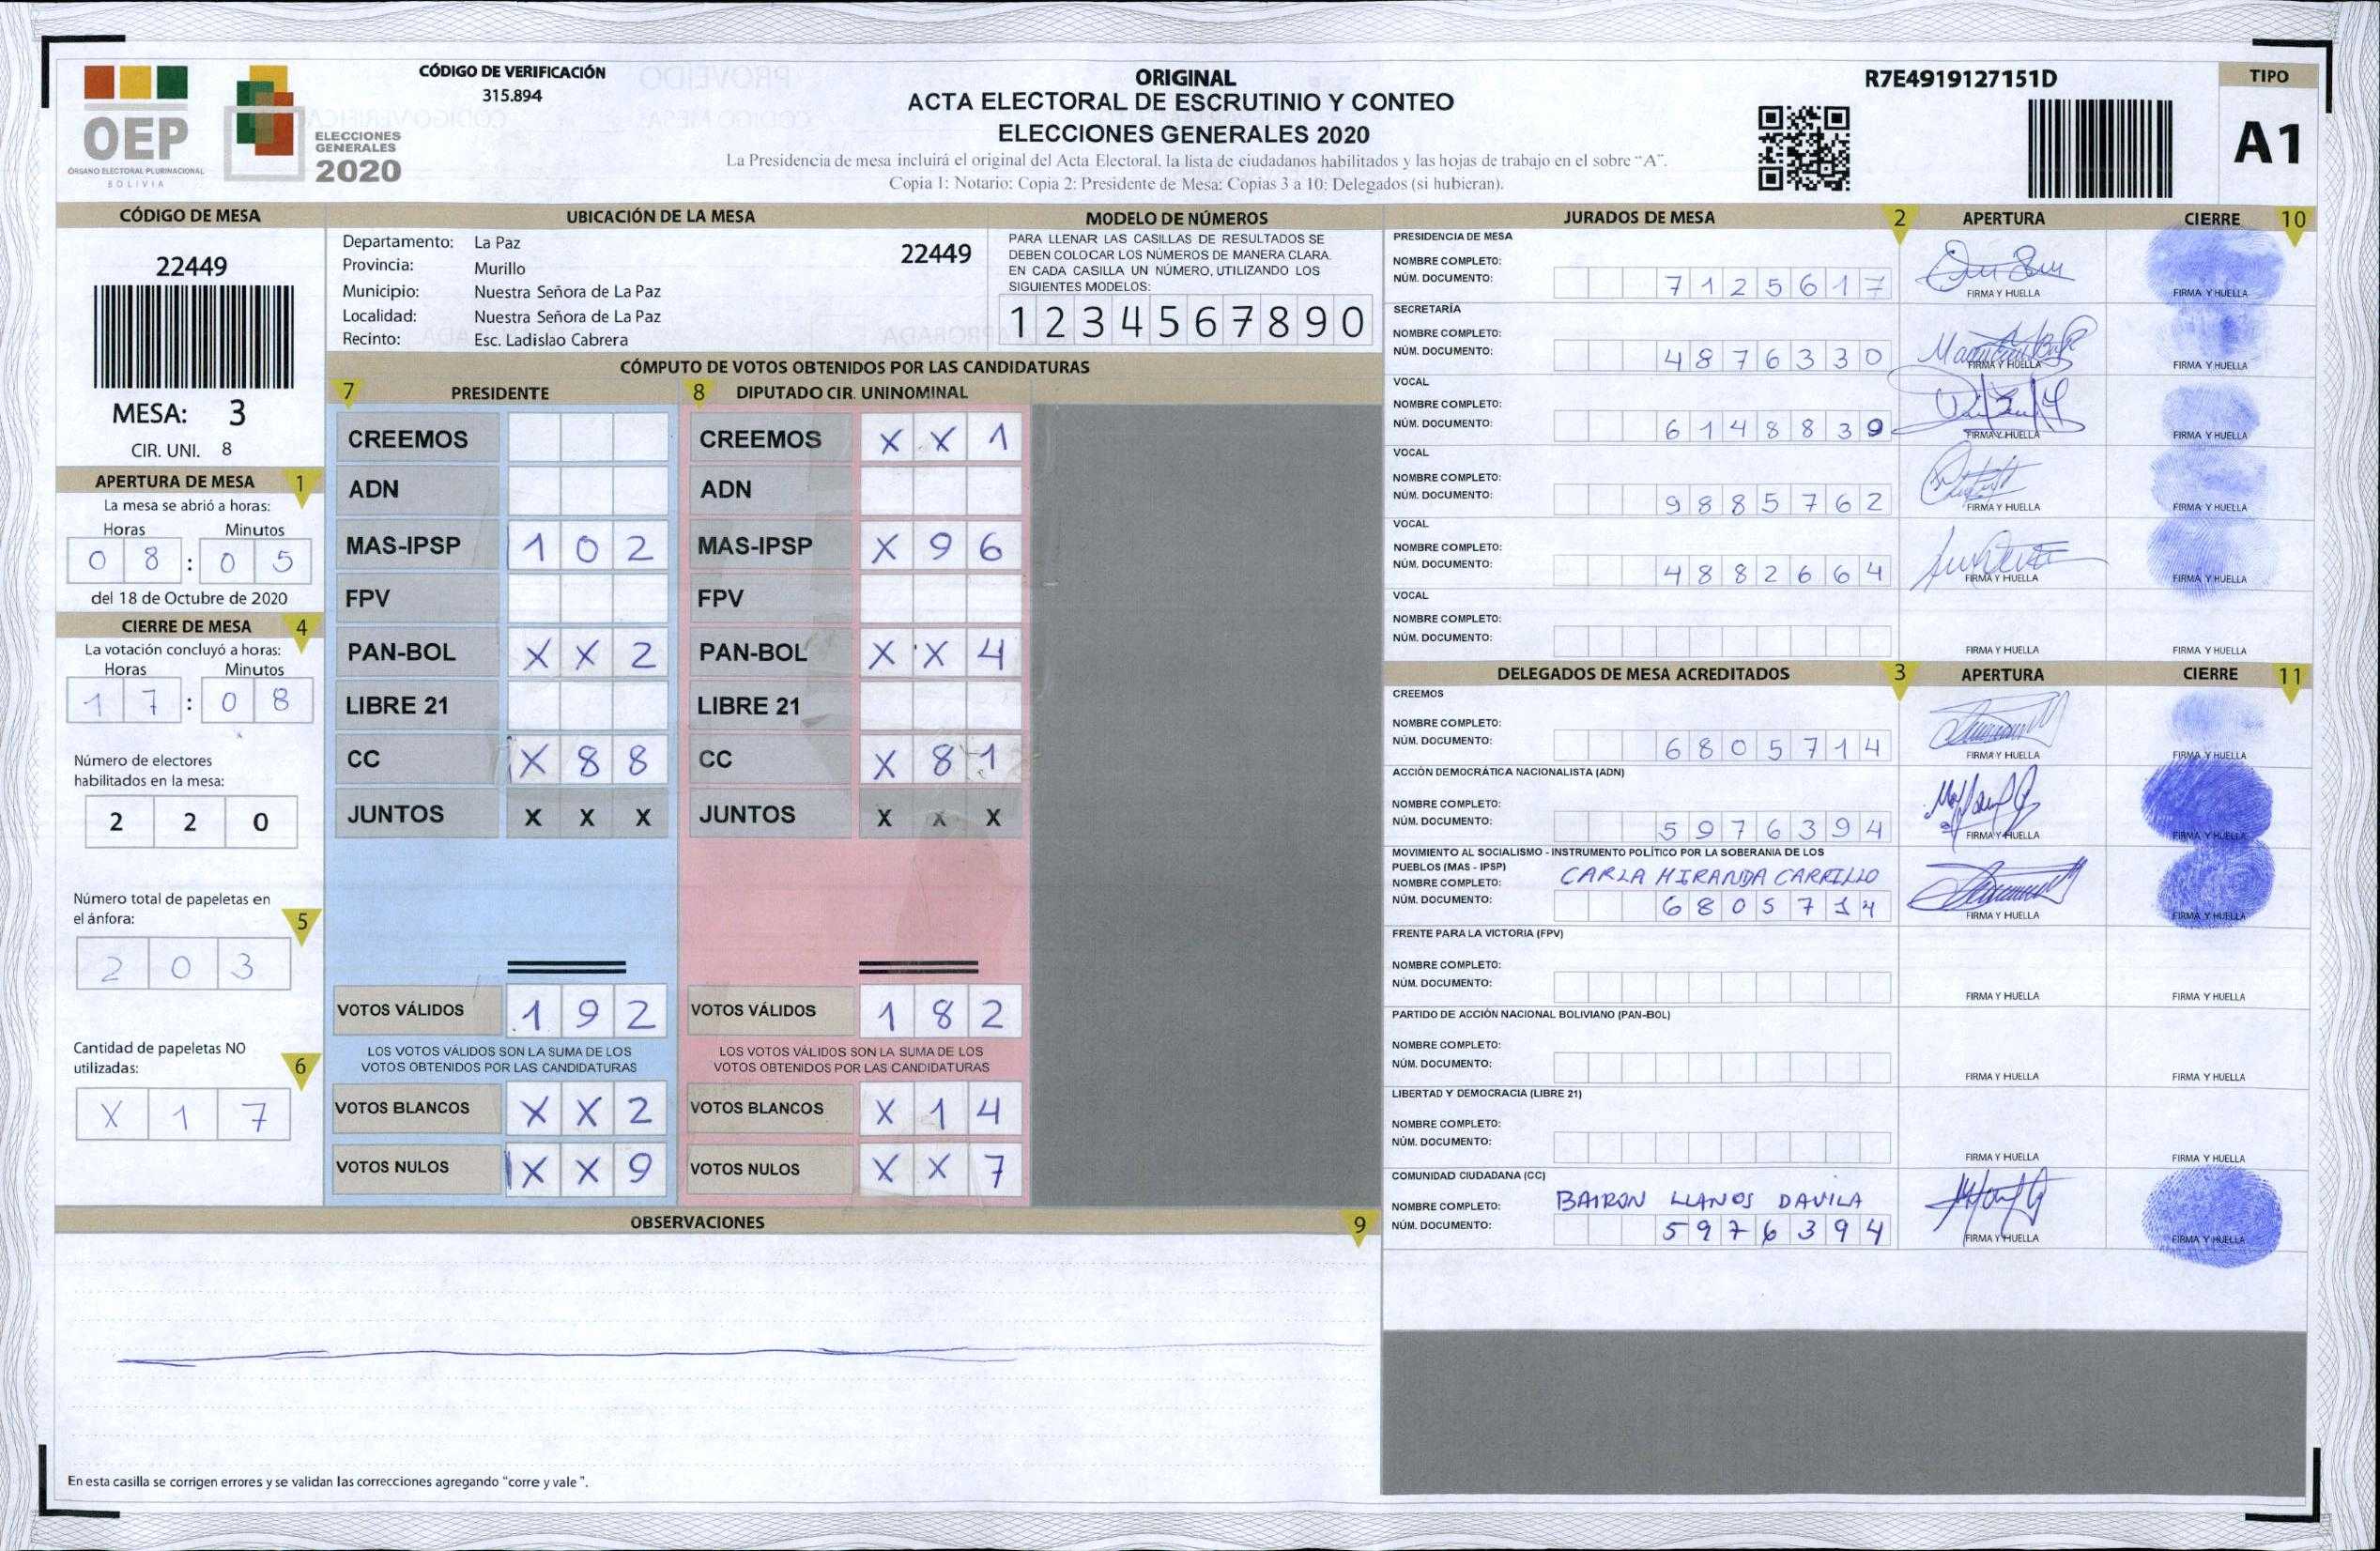 CÓDIGO DE VERIFICACIÓN
315.894
OEP
ÓRGANO ELECTORAL PLURINACIONAL
BOLIVIA
ELECCIONES
GENERALES
2020
ORIGINAL
ACTA ELECTORAL DE ESCRUTINIO Y CONTEO
ELECCIONES GENERALES 2020
La Presidencia de mesa incluirá el original del Acta Electoral, la lista de ciudadanos habilitados y las hojas de trabajo en el sobre "A".
Copia 1: Notario: Copia 2: Presidente de Mesa: Copias 3 a 10: Delegados (si hubieran).
R7E4919127151D
TIPO
A1
CÓDIGO DE MESA
22449
MESA: 3
CIR. UNI. 8
APERTURA DE MESA 1
La mesa se abrió a horas:
Horas Minutos
0 8 : 0 5
del 18 de Octubre de 2020
CIERRE DE MESA 4
La votación concluyó a horas:
Horas Minutos
1 7 : 0 8
Número de electores
habilitados en la mesa:
2 2 0
Número total de papeletas en
el ánfora: 5
2 0 3
Cantidad de papeletas NO
utilizadas: 6
X 1 7
UBICACIÓN DE LA MESA
Departamento: La Paz 22449
Provincia: Murillo
Municipio: Nuestra Señora de La Paz
Localidad: Nuestra Señora de La Paz
Recinto: Esc. Ladislao Cabrera
MODELO DE NÚMEROS
PARA LLENAR LAS CASILLAS DE RESULTADOS SE
DEBEN COLOCAR LOS NÚMEROS DE MANERA CLARA.
EN CADA CASILLA UN NÚMERO, UTILIZANDO LOS
SIGUIENTES MODELOS:
1 2 3 4 5 6 7 8 9 0
CÓMPUTO DE VOTOS OBTENIDOS POR LAS CANDIDATURAS
7 PRESIDENTE
CREEMOS
ADN
MAS-IPSP 1 0 2
FPV
PAN-BOL X X 2
LIBRE 21
CC X 8 8
JUNTOS X X X
VOTOS VÁLIDOS 1 9 2
LOS VOTOS VÁLIDOS SON LA SUMA DE LOS
VOTOS OBTENIDOS POR LAS CANDIDATURAS
VOTOS BLANCOS X X 2
VOTOS NULOS X X 9
8 DIPUTADO CIR. UNINOMINAL
CREEMOS X X 1
ADN
MAS-IPSP X 9 6
FPV
PAN-BOL X X 4
LIBRE 21
CC X 8 1
JUNTOS X X X
VOTOS VÁLIDOS 1 8 2
LOS VOTOS VÁLIDOS SON LA SUMA DE LOS
VOTOS OBTENIDOS POR LAS CANDIDATURAS
VOTOS BLANCOS X 1 4
VOTOS NULOS X X 7
OBSERVACIONES 9
En esta casilla se corrigen errores y se validan las correcciones agregando "corre y vale".
JURADOS DE MESA 2 APERTURA CIERRE 10
PRESIDENCIA DE MESA
NOMBRE COMPLETO:
NÚM. DOCUMENTO: 7 1 2 5 6 1 7
FIRMA Y HUELLA FIRMA Y HUELLA
SECRETARÍA
NOMBRE COMPLETO:
NÚM. DOCUMENTO: 4 8 7 6 3 3 0
FIRMA Y HUELLA FIRMA Y HUELLA
VOCAL
NOMBRE COMPLETO:
NÚM. DOCUMENTO: 6 1 4 8 8 3 9
FIRMA Y HUELLA FIRMA Y HUELLA
VOCAL
NOMBRE COMPLETO:
NÚM. DOCUMENTO: 9 8 8 5 7 6 2
FIRMA Y HUELLA FIRMA Y HUELLA
VOCAL
NOMBRE COMPLETO:
NÚM. DOCUMENTO: 4 8 8 2 6 6 4
FIRMA Y HUELLA FIRMA Y HUELLA
VOCAL
NOMBRE COMPLETO:
NÚM. DOCUMENTO:
FIRMA Y HUELLA FIRMA Y HUELLA
DELEGADOS DE MESA ACREDITADOS 3 APERTURA CIERRE 11
CREEMOS
NOMBRE COMPLETO:
NÚM. DOCUMENTO: 6 8 0 5 7 1 4
FIRMA Y HUELLA FIRMA Y HUELLA
ACCIÓN DEMOCRÁTICA NACIONALISTA (ADN)
NOMBRE COMPLETO:
NÚM. DOCUMENTO: 5 9 7 6 3 9 4
FIRMA Y HUELLA FIRMA Y HUELLA
MOVIMIENTO AL SOCIALISMO - INSTRUMENTO POLÍTICO POR LA SOBERANIA DE LOS
PUEBLOS (MAS - IPSP)
NOMBRE COMPLETO: CARLA MIRANDA CARRILLO
NÚM. DOCUMENTO: 6 8 0 5 7 1 4
FIRMA Y HUELLA FIRMA Y HUELLA
FRENTE PARA LA VICTORIA (FPV)
NOMBRE COMPLETO:
NÚM. DOCUMENTO:
FIRMA Y HUELLA FIRMA Y HUELLA
PARTIDO DE ACCIÓN NACIONAL BOLIVIANO (PAN-BOL)
NOMBRE COMPLETO:
NÚM. DOCUMENTO:
FIRMA Y HUELLA FIRMA Y HUELLA
LIBERTAD Y DEMOCRACIA (LIBRE 21)
NOMBRE COMPLETO:
NÚM. DOCUMENTO:
FIRMA Y HUELLA FIRMA Y HUELLA
COMUNIDAD CIUDADANA (CC)
NOMBRE COMPLETO: BAIRON LLANOS DAVILA
NÚM. DOCUMENTO: 5 9 7 6 3 9 4
FIRMA Y HUELLA FIRMA Y HUELLA